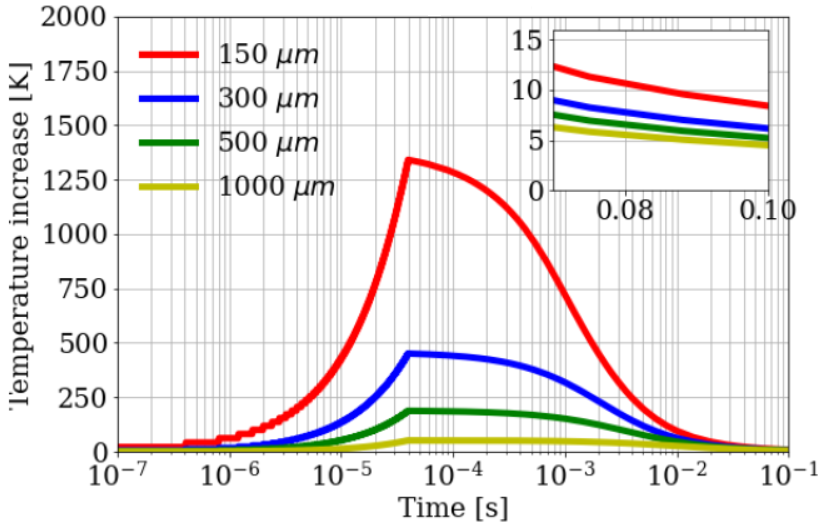 2000
1750
1500
1250
1000
750
500
250
0
Temperature increase [K]
150 μm
300 μm
500 μm
1000 μm
15
10
5
0
0.08 0.10
10⁻⁷ 10⁻⁶ 10⁻⁵ 10⁻⁴ 10⁻³ 10⁻² 10⁻¹
Time [s]